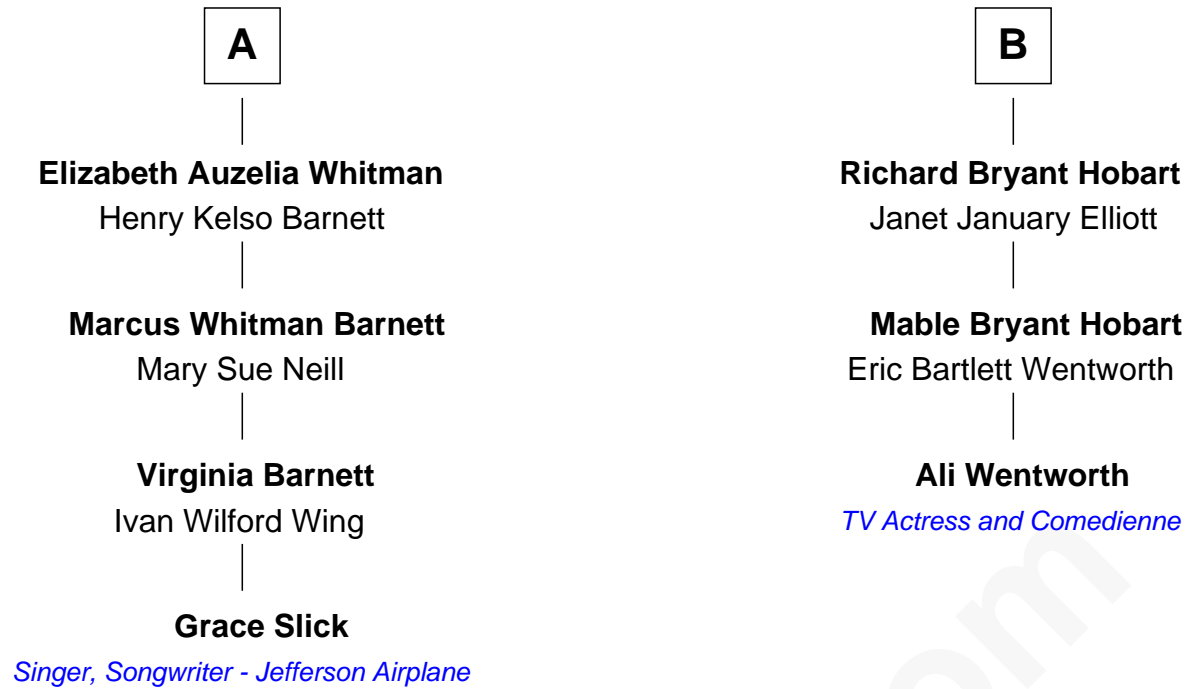 A
Elizabeth Auzelia Whitman
Henry Kelso Barnett
Marcus Whitman Barnett
Mary Sue Neill
Virginia Barnett
Ivan Wilford Wing
Grace Slick
Singer, Songwriter - Jefferson Airplane
B
Richard Bryant Hobart
Janet January Elliott
Mable Bryant Hobart
Eric Bartlett Wentworth
Ali Wentworth
TV Actress and Comedienne
om